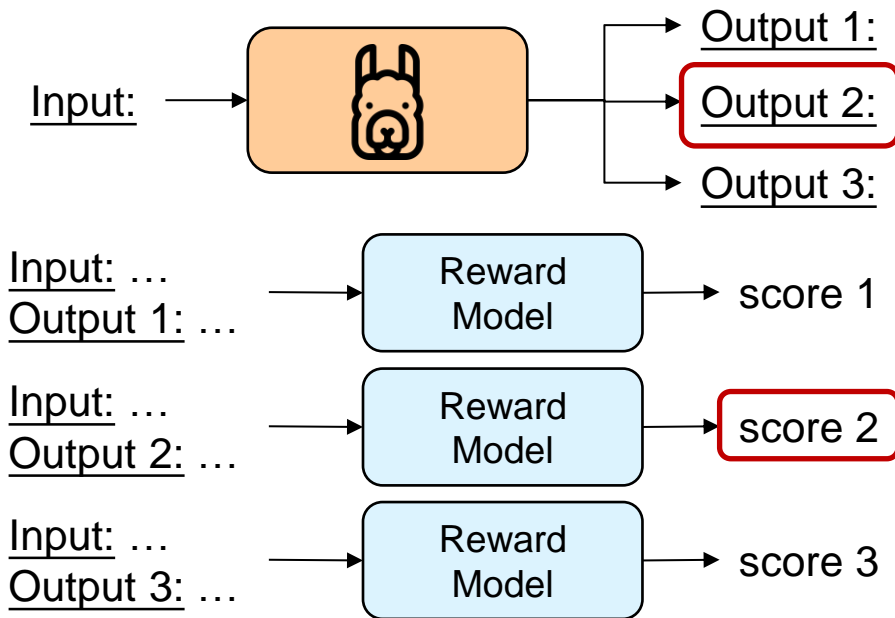 Output 1:
Input:
Output 2:
Output 3:
Input: …
Output 1: …
Reward
Model
score 1
Input: …
Output 2: …
Reward
Model
score 2
Input: …
Output 3: …
Reward
Model
score 3